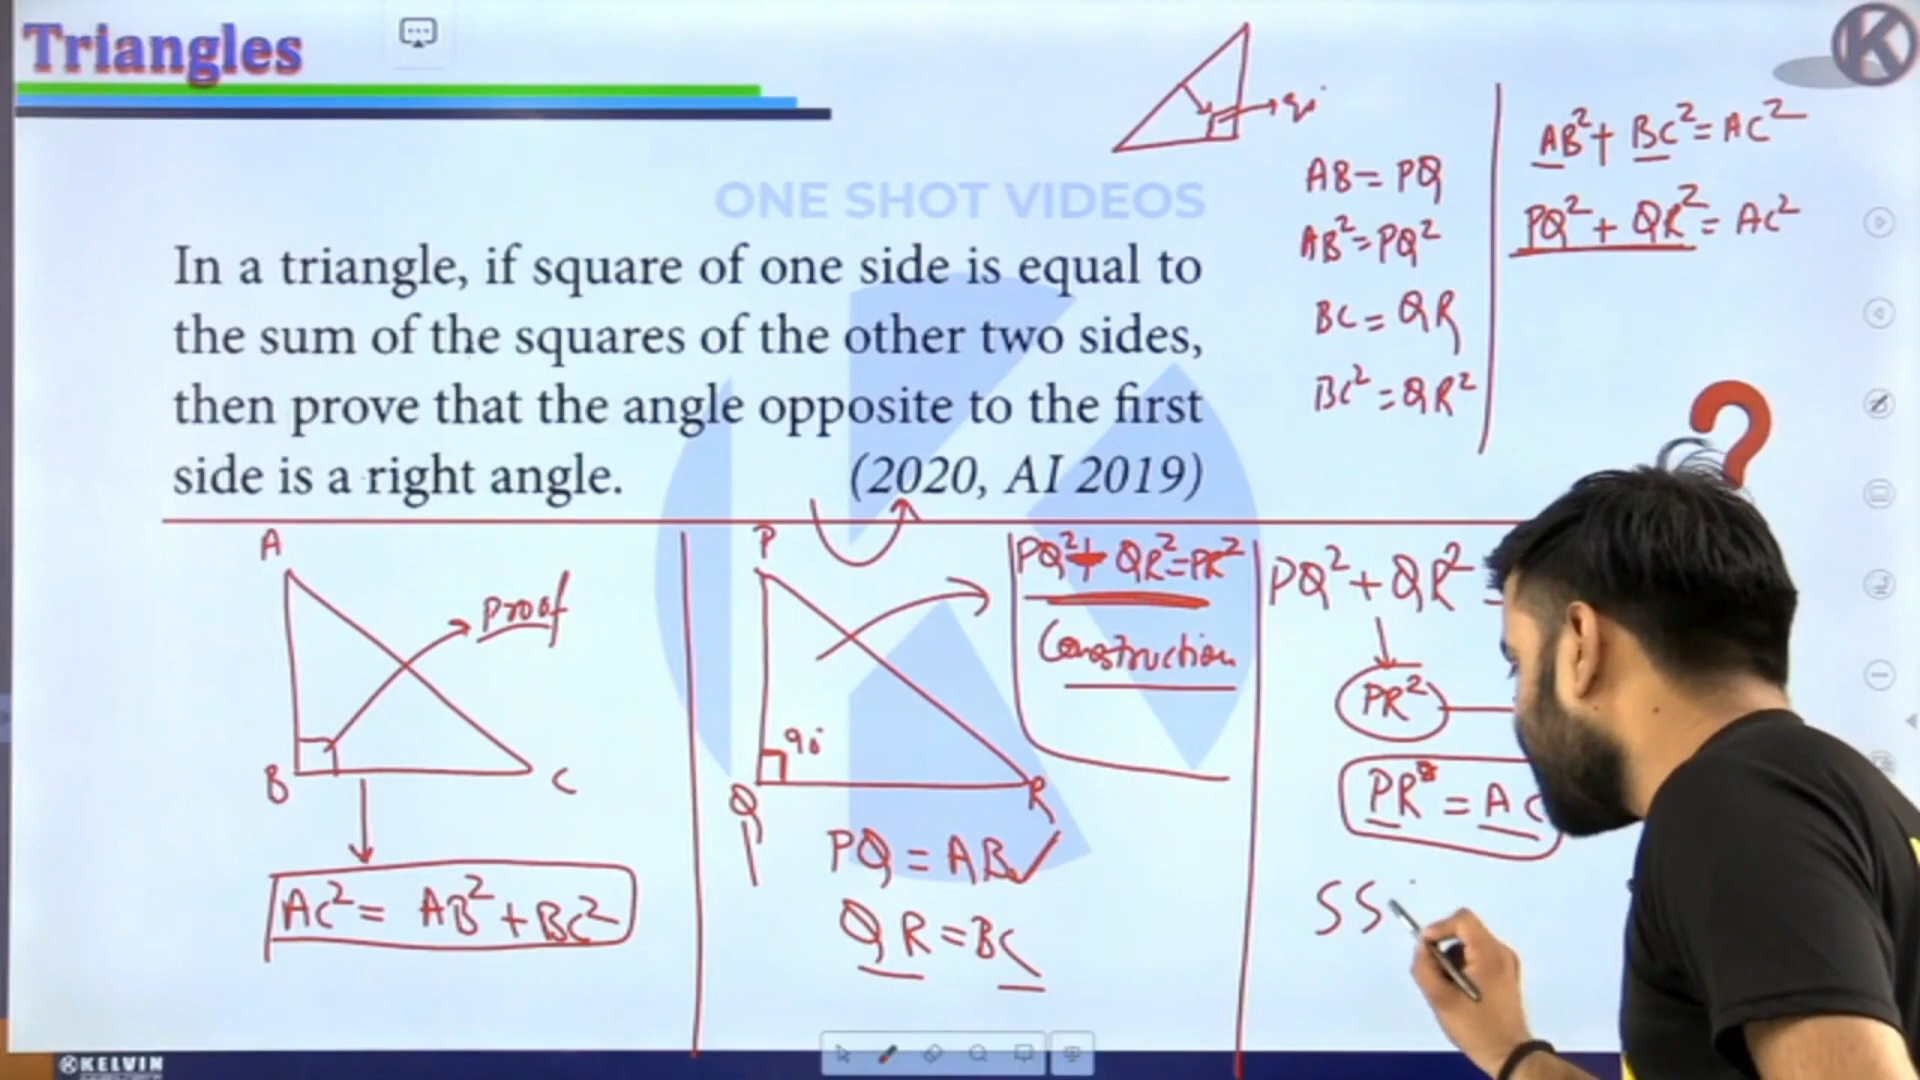 Triangles
K
ONE SHOT VIDEOS
In a triangle, if square of one side is equal to
the sum of the squares of the other two sides,
then prove that the angle opposite to the first
side is a right angle. (2020, AI 2019)
AB = PQ
AB² = PQ²
BC = QR
BC² = QR²
AB² + BC² = AC²
PQ² + QR² = AC²
A
Proof
B
C
AC² = AB² + BC²
P
90°
Q
R
PQ = AB ✓
QR = BC
PQ² + QR² = PR²
Construction
PQ² + QR² =
PR²
PR = AC
SS
KELVIN